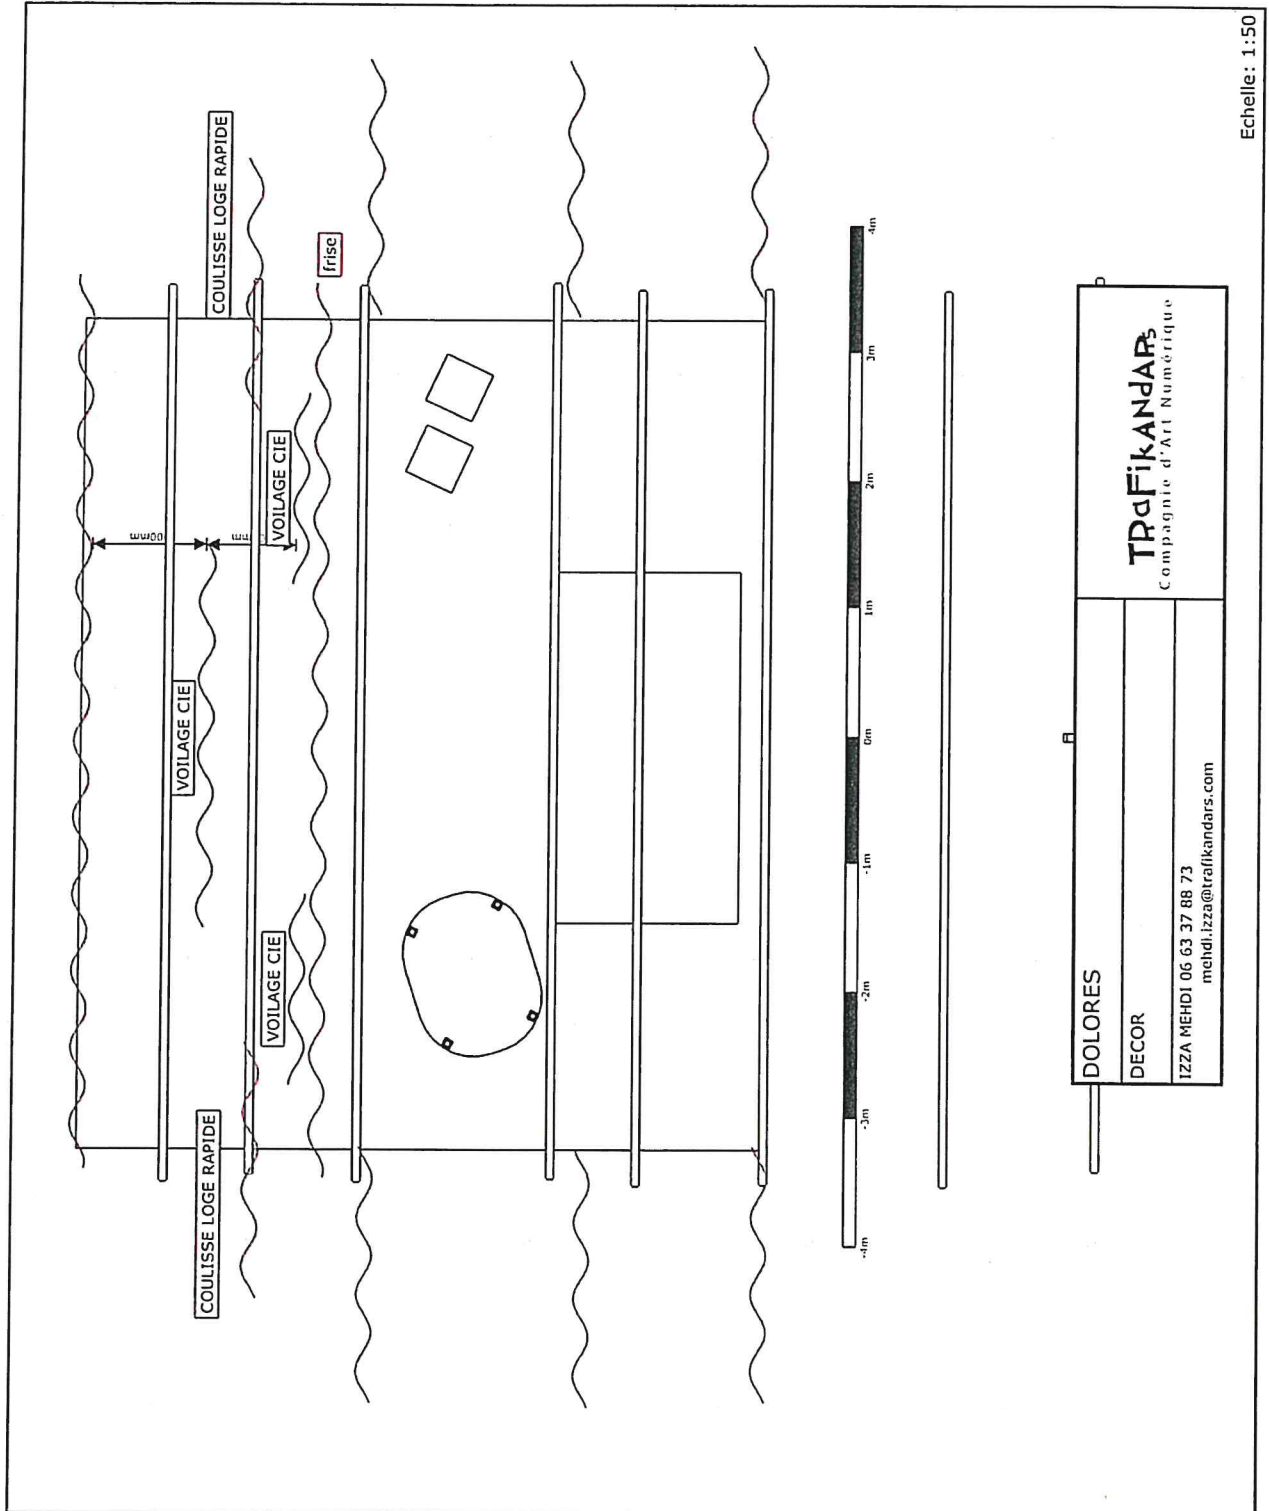 COULISSE LOGE RAPIDE
VOILAGE CIE
COULISSE LOGE RAPIDE
VOILAGE CIE
VOILAGE CIE
frise
-4m
-3m
-2m
-1m
0m
1m
2m
3m
4m
DOLORES
DECOR
IZZA MEHDI 06 63 37 88 73
mehdi.izza@trafikandars.com
TRaFikANdARs
Compagnie d'Art Numérique
Echelle: 1:50